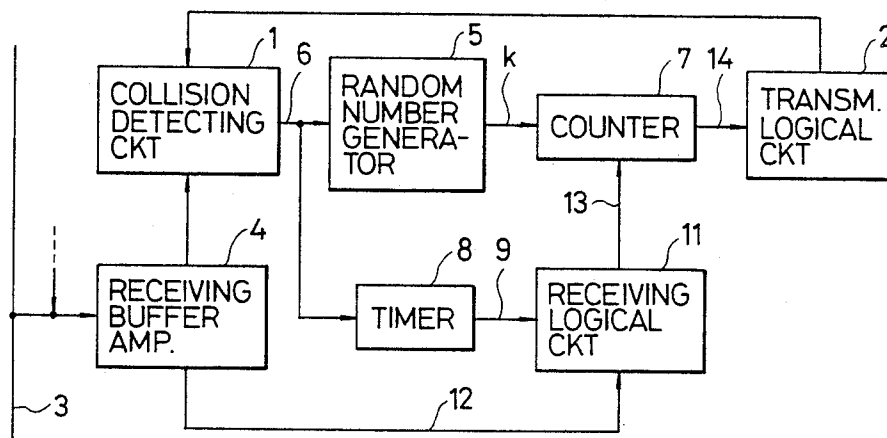 1
COLLISION
DETECTING
CKT
6
5
RANDOM
NUMBER
GENERA-
TOR
k
7
COUNTER
14
2
TRANSM.
LOGICAL
CKT
13
4
RECEIVING
BUFFER
AMP.
8
TIMER
9
11
RECEIVING
LOGICAL
CKT
3
12